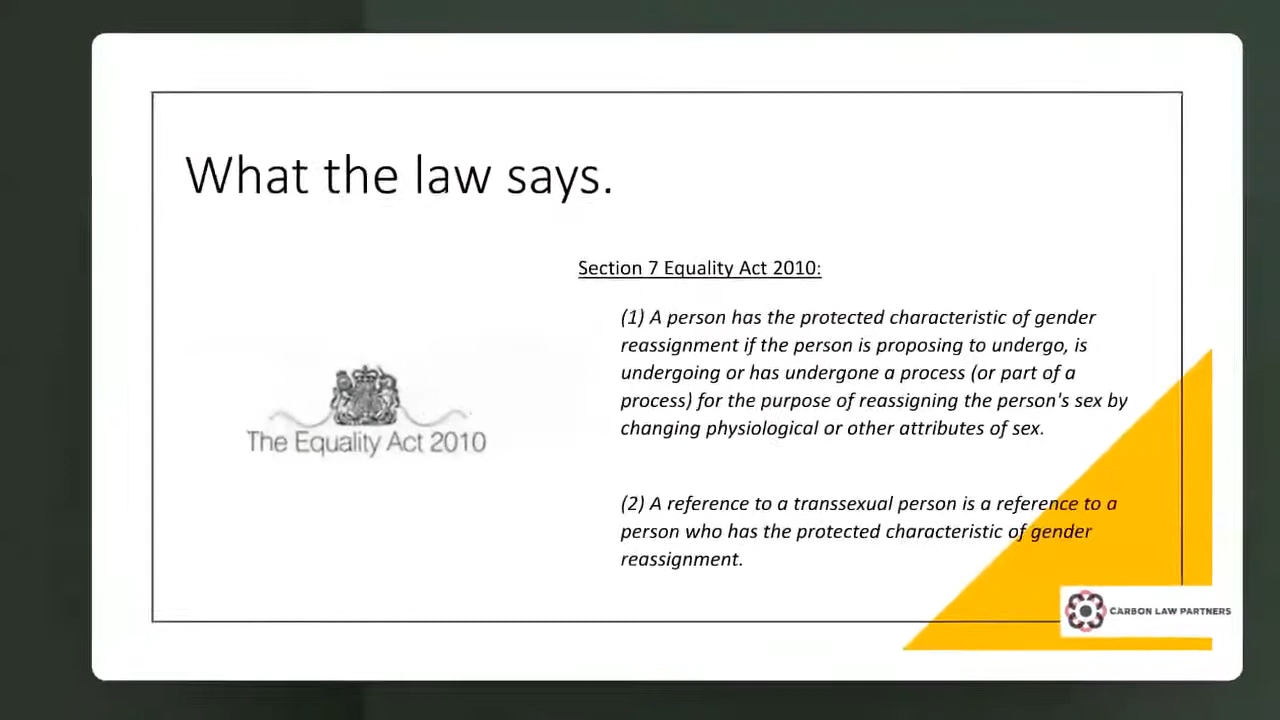 What the law says.
Section 7 Equality Act 2010:
(1) A person has the protected characteristic of gender
reassignment if the person is proposing to undergo, is
undergoing or has undergone a process (or part of a
process) for the purpose of reassigning the person's sex by
changing physiological or other attributes of sex.
The Equality Act 2010
(2) A reference to a transsexual person is a reference to a
person who has the protected characteristic of gender
reassignment.
CARBON LAW PARTNERS